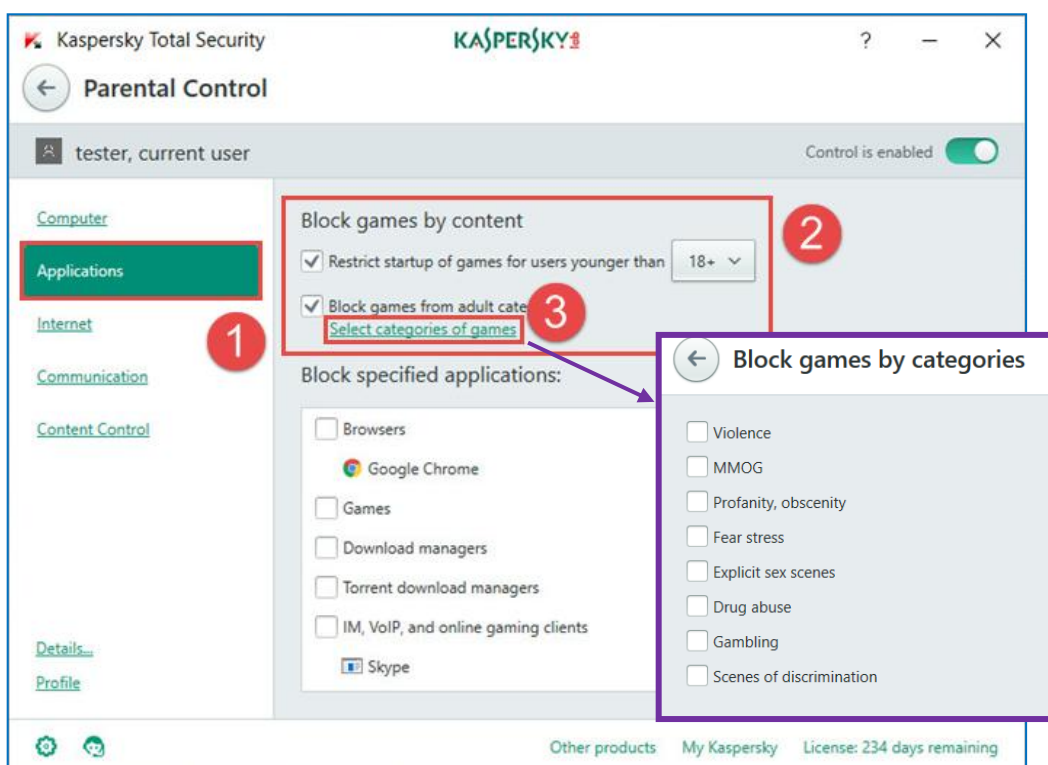 Kaspersky Total Security
KASPERSKY
?
Parental Control
tester, current user
Control is enabled
Computer
Applications
Internet
Communication
Content Control
Details...
Profile
1
Block games by content
2
Restrict startup of games for users younger than 18+
Block games from adult cate
3
Select categories of games
Block specified applications:
Browsers
Google Chrome
Games
Download managers
Torrent download managers
IM, VoIP, and online gaming clients
Skype
Block games by categories
Violence
MMOG
Profanity, obscenity
Fear stress
Explicit sex scenes
Drug abuse
Gambling
Scenes of discrimination
Other products My Kaspersky License: 234 days remaining